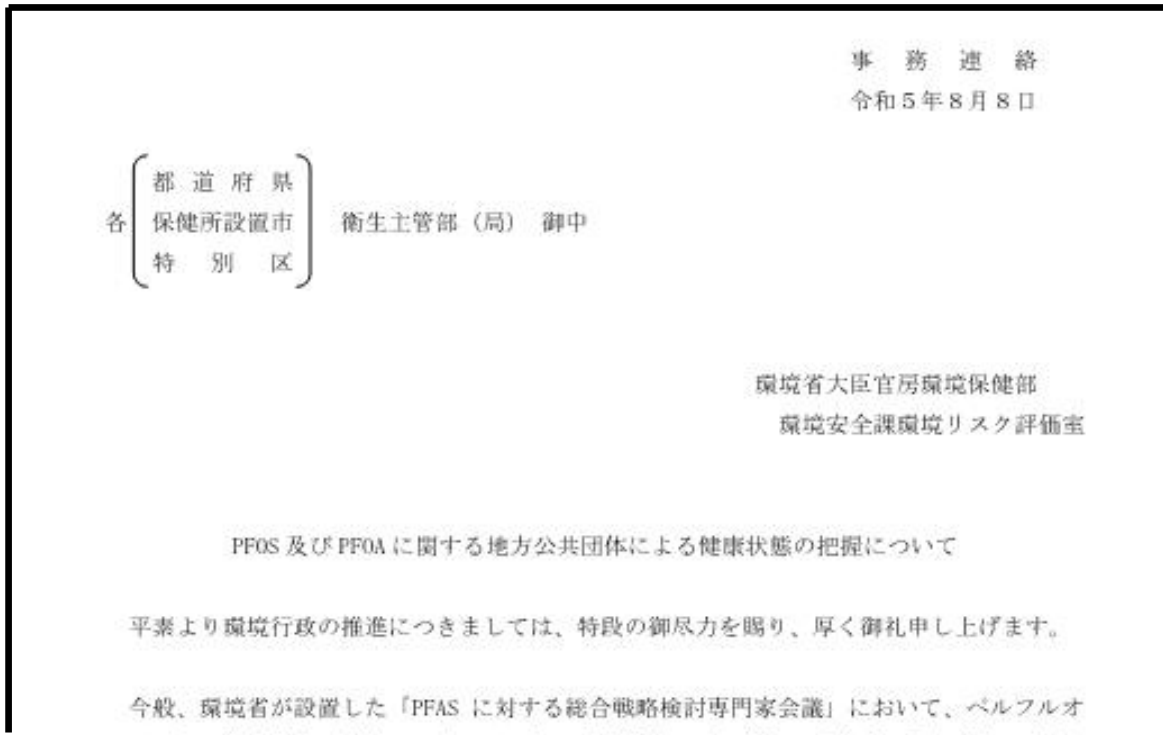 事務連絡
令和5年8月8日
都道府県
各 保健所設置市 衛生主管部（局） 御中
特別区
環境省大臣官房環境保健部
環境安全課環境リスク評価室
PFOS及びPFOAに関する地方公共団体による健康状態の把握について
平素より環境行政の推進につきましては、特段の御尽力を賜り、厚く御礼申し上げます。
今般、環境省が設置した「PFAS に対する総合戦略検討専門家会議」において、ペルフルオ